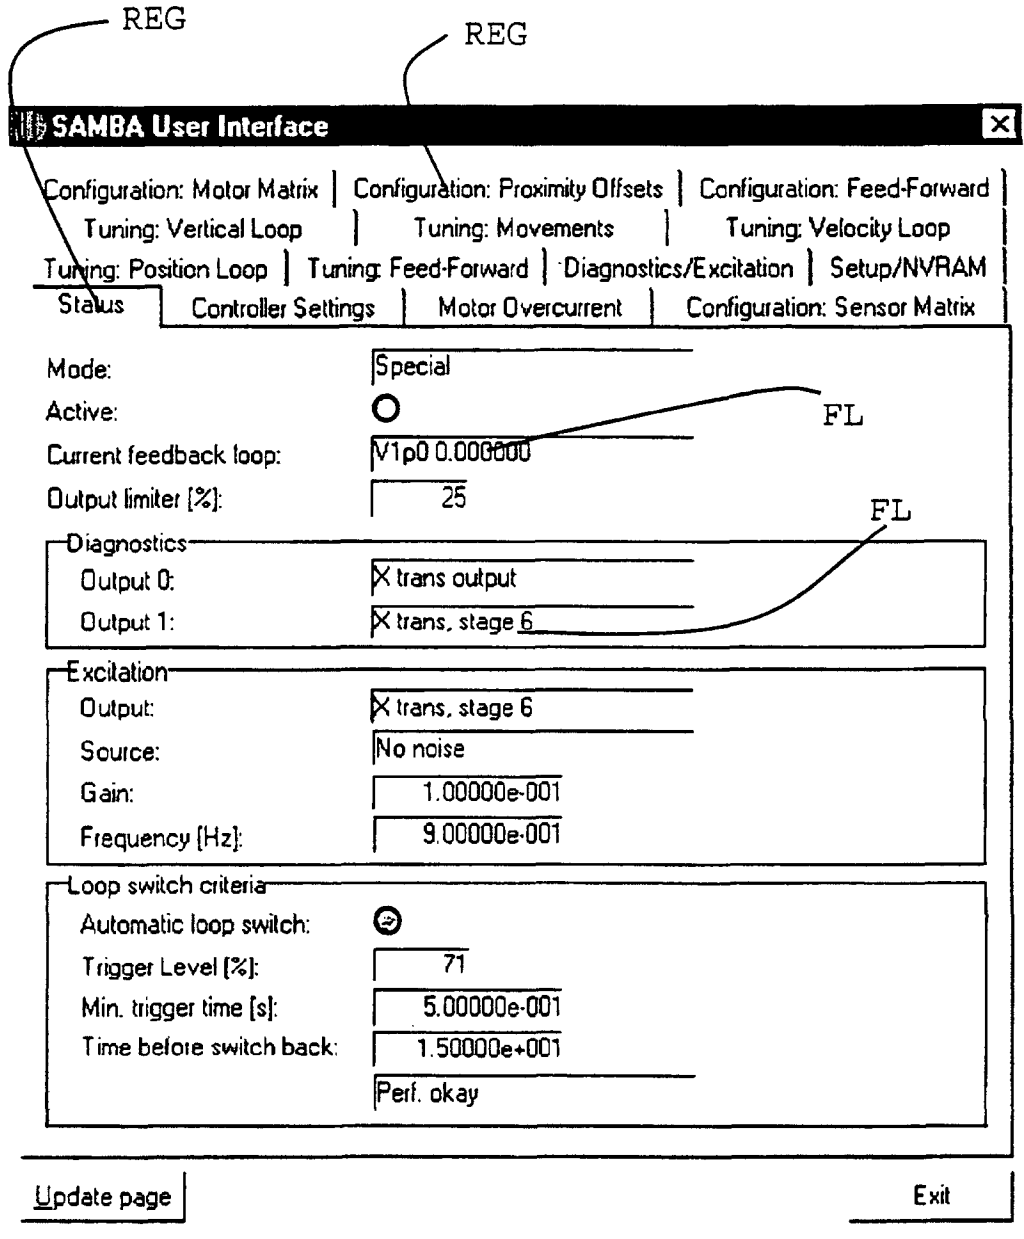 REG
REG
SAMBA User Interface
Configuration: Motor Matrix Configuration: Proximity Offsets Configuration: Feed-Forward
Tuning: Vertical Loop Tuning: Movements Tuning: Velocity Loop
Tuning: Position Loop Tuning: Feed-Forward Diagnostics/Excitation Setup/NVRAM
Status Controller Settings Motor Overcurrent Configuration: Sensor Matrix
Mode: Special
Active:
FL
Current feedback loop: V1p0 0.000000
Output limiter [%]: 25
FL
Diagnostics
Output 0: X trans output
Output 1: X trans, stage 6
Excitation
Output: X trans, stage 6
Source: No noise
Gain: 1.00000e-001
Frequency [Hz]: 9.00000e-001
Loop switch criteria
Automatic loop switch:
Trigger Level [%]: 71
Min. trigger time [s]: 5.00000e-001
Time before switch back: 1.50000e+001
Perf. okay
Update page Exit